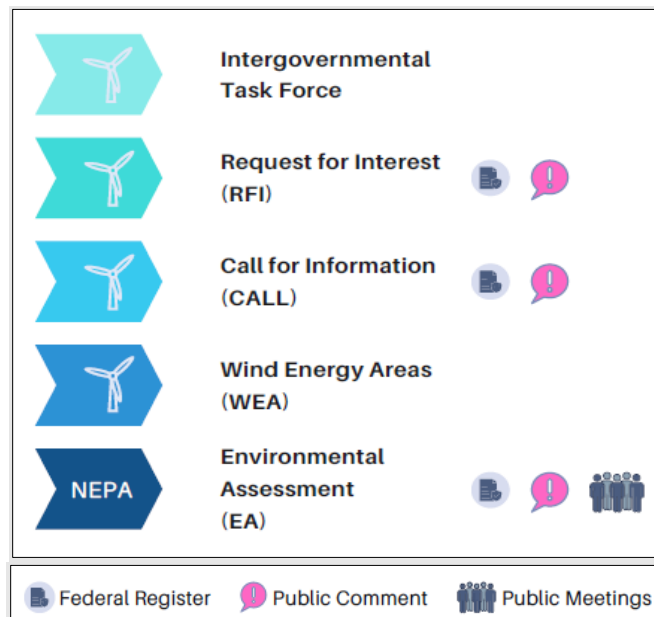 Intergovernmental
Task Force
Request for Interest
(RFI)
Call for Information
(CALL)
Wind Energy Areas
(WEA)
NEPA
Environmental
Assessment
(EA)
Federal Register
Public Comment
Public Meetings